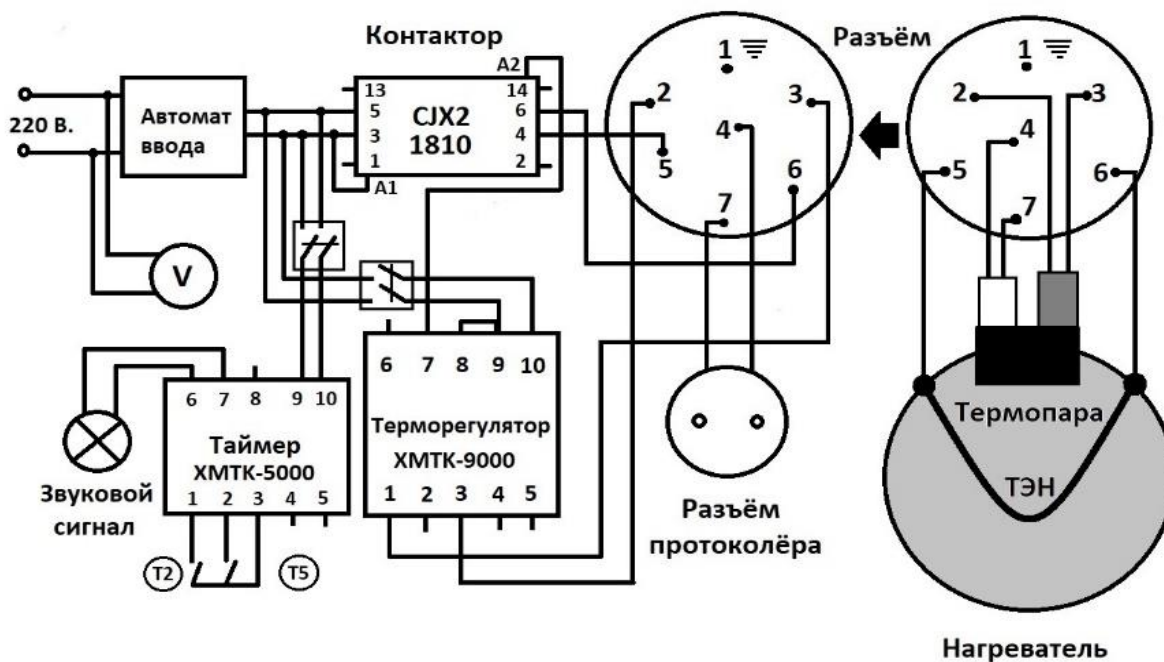 Контактор
A2
Разъём
220 В.
Автомат
ввода
13
5
3
1
CJX2
1810
14
6
4
2
A1
1
2
3
4
5
6
7
1
2
3
4
5
6
7
V
6
7
8
9
10
Таймер
XMTK-5000
1
2
3
4
5
T2
T5
Звуковой
сигнал
6
7
8
9
10
Терморегулятор
XMTK-9000
1
2
3
4
5
Разъём
протоколёра
Термопара
ТЭН
Нагреватель